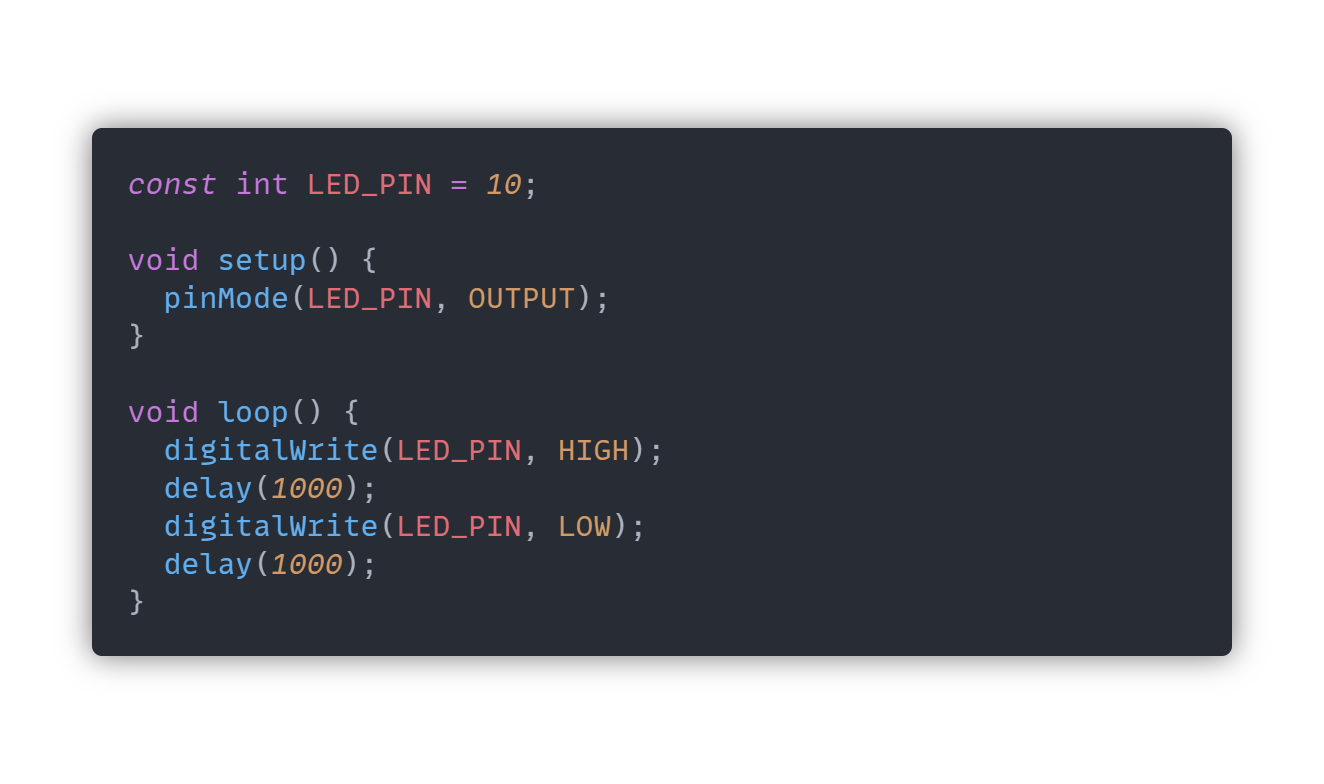 const int LED_PIN = 10;

void setup() {
  pinMode(LED_PIN, OUTPUT);
}

void loop() {
  digitalWrite(LED_PIN, HIGH);
  delay(1000);
  digitalWrite(LED_PIN, LOW);
  delay(1000);
}